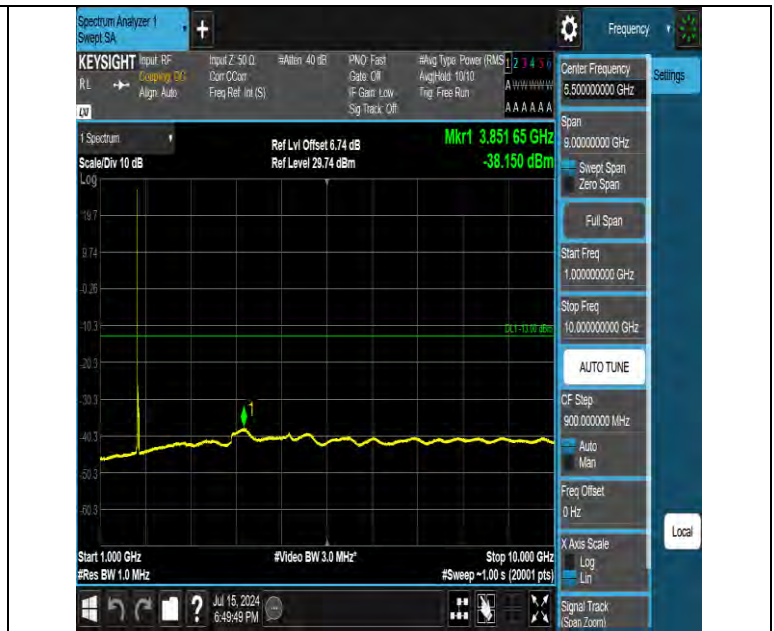 Spectrum Analyzer 1
Swept SA
+
Frequency
KEYSIGHT Input: RF Input Z: 50 Ω #Atten: 40 dB PNO: Fast #Avg Type: Power (RMS 1 2 3 4 5 6
RL Coupling: DC Corr CCorr Gate: Off Avg|Hold: 10/10 A W W W W W
Align: Auto Freq Ref: Int (S) IF Gain: Low Trig: Free Run
Sig Track: Off A A A A A A
Settings
1 Spectrum
Scale/Div 10 dB
Ref Lvl Offset 6.74 dB
Ref Level 29.74 dBm
Mkr1 3.851 65 GHz
-38.150 dBm
Log
19.7
9.74
-0.26
-10.3
DL1 -13.00 dBm
-20.3
-30.3
1
-40.3
-50.3
-60.3
Start 1.000 GHz #Video BW 3.0 MHz* Stop 10.000 GHz
#Res BW 1.0 MHz #Sweep ~1.00 s (20001 pts)
Center Frequency
5.500000000 GHz
Span
9.00000000 GHz
Swept Span
Zero Span
Full Span
Start Freq
1.000000000 GHz
Stop Freq
10.000000000 GHz
AUTO TUNE
CF Step
900.000000 MHz
Auto
Man
Freq Offset
0 Hz
X Axis Scale
Log
Lin
Signal Track
(Span Zoom)
Local
?
Jul 15, 2024
6:49:49 PM